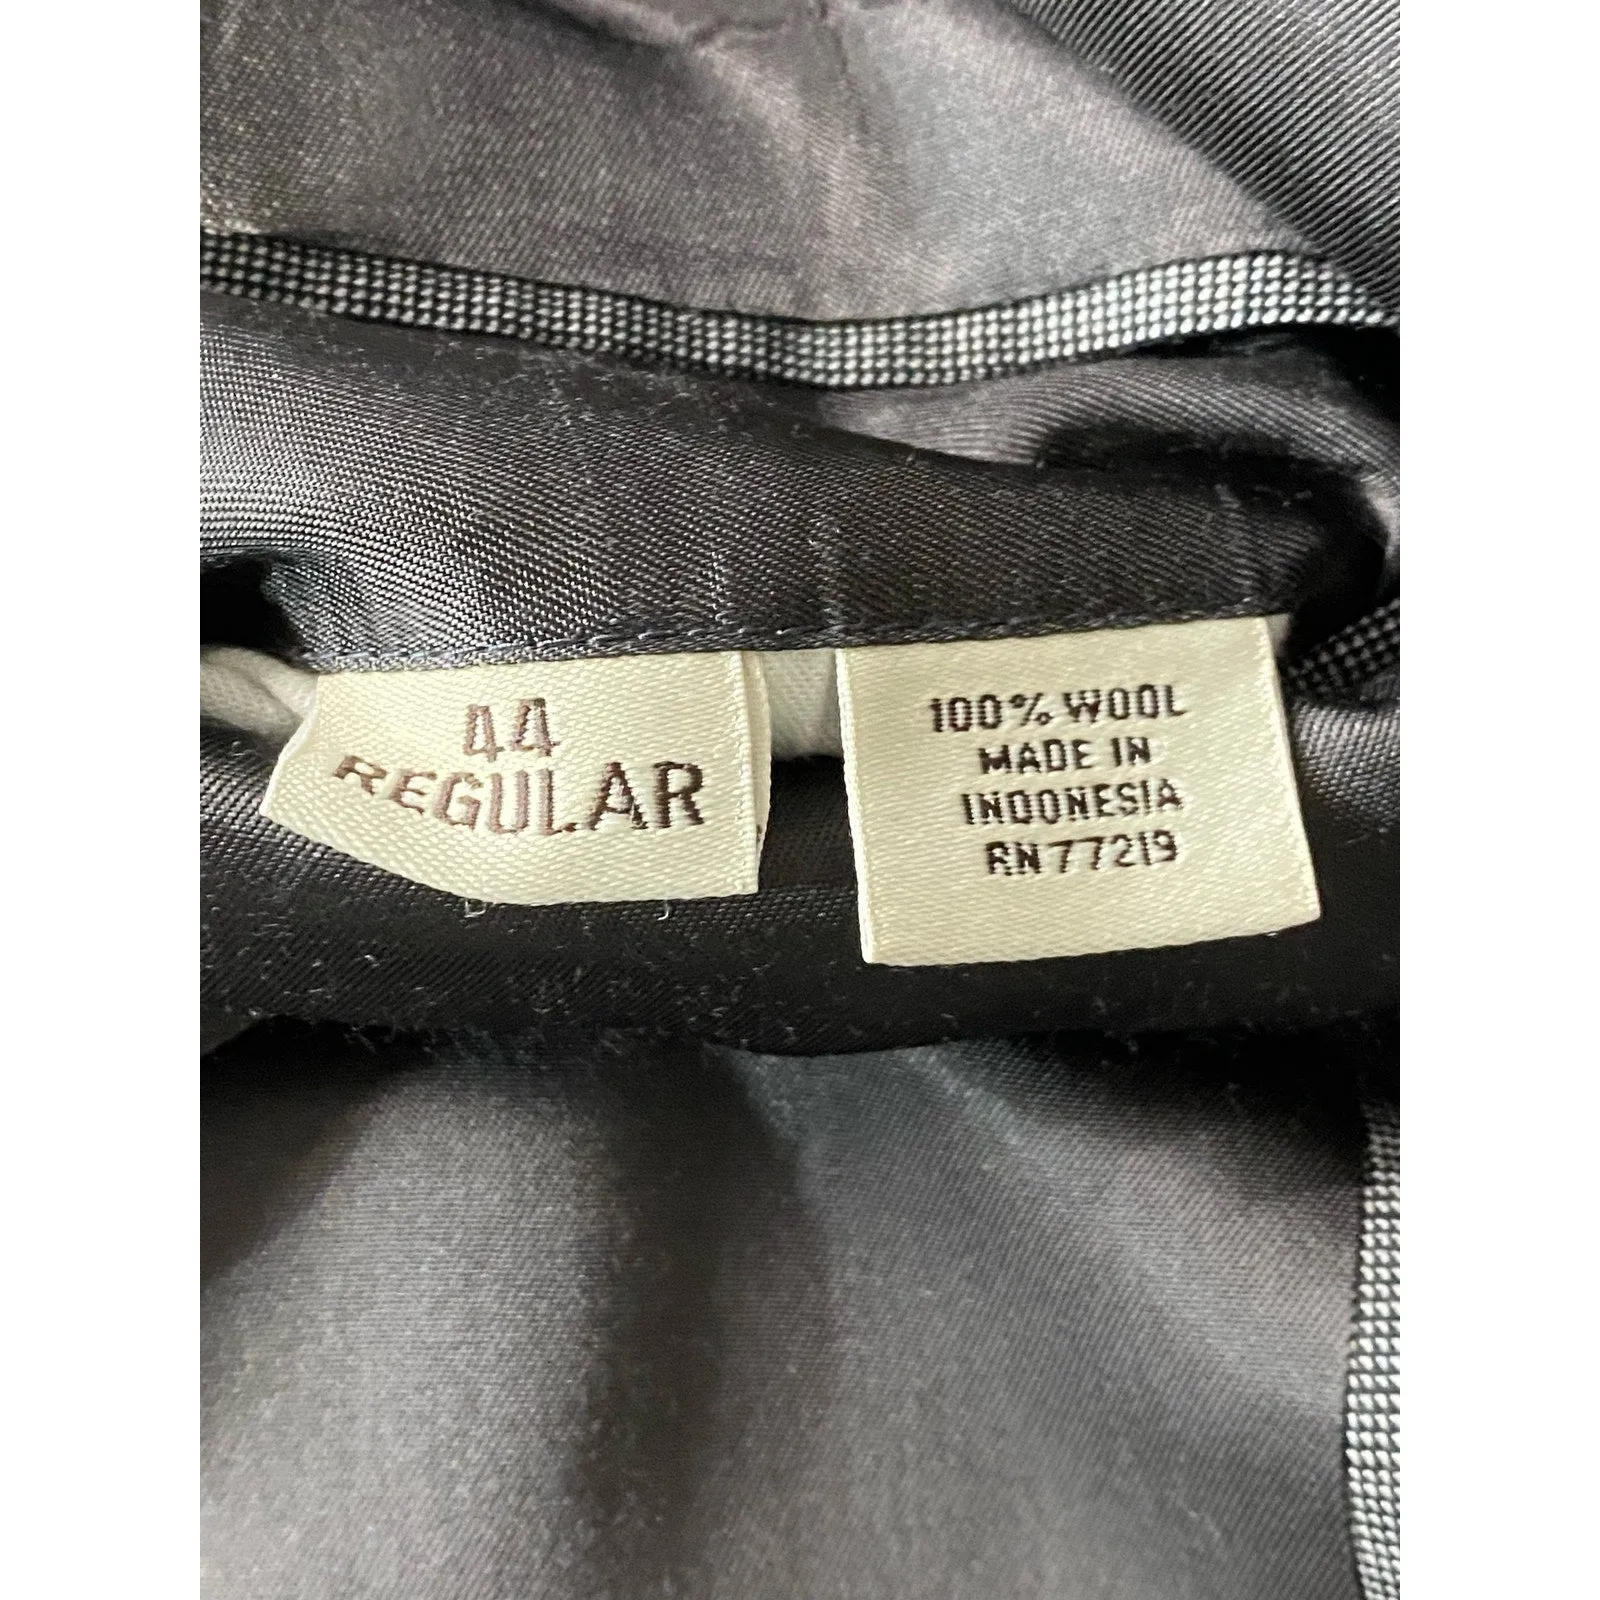 44
REGULAR
100% WOOL
MADE IN
INDONESIA
RN77219